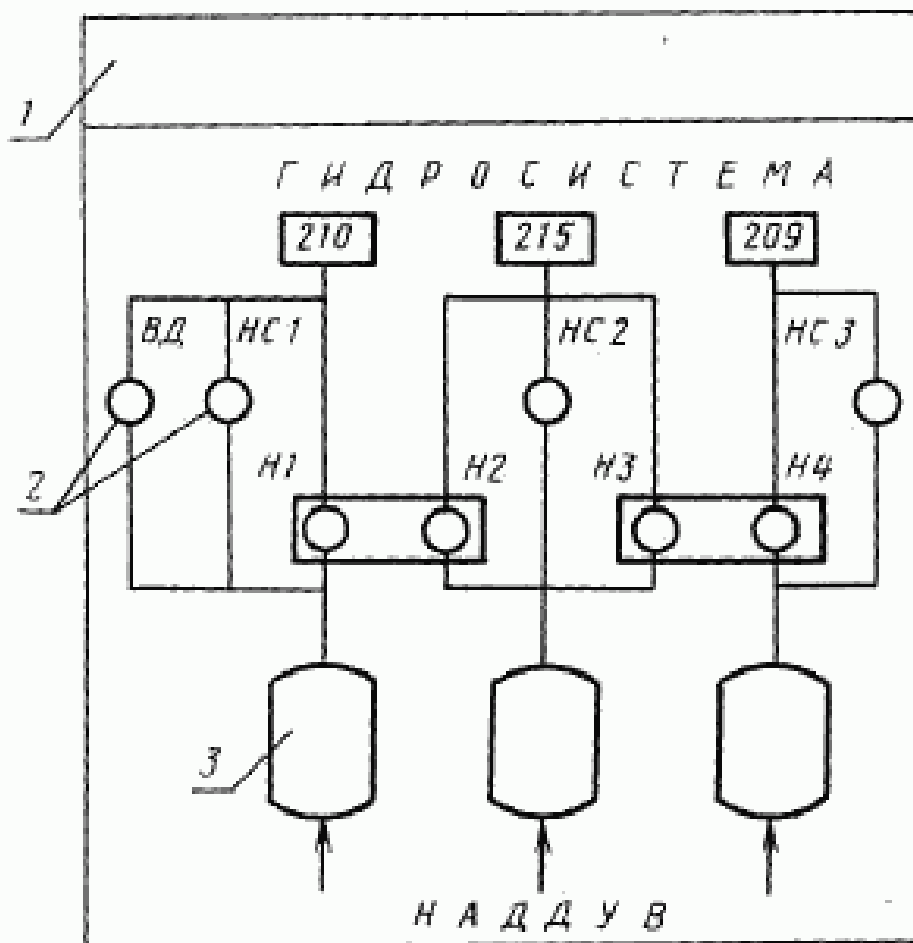 1
ГИДРОСИСТЕМА
210 215 209
ВД НС1 НС2 НС3
2 Н1 Н2 Н3 Н4
3
НАДДУВ